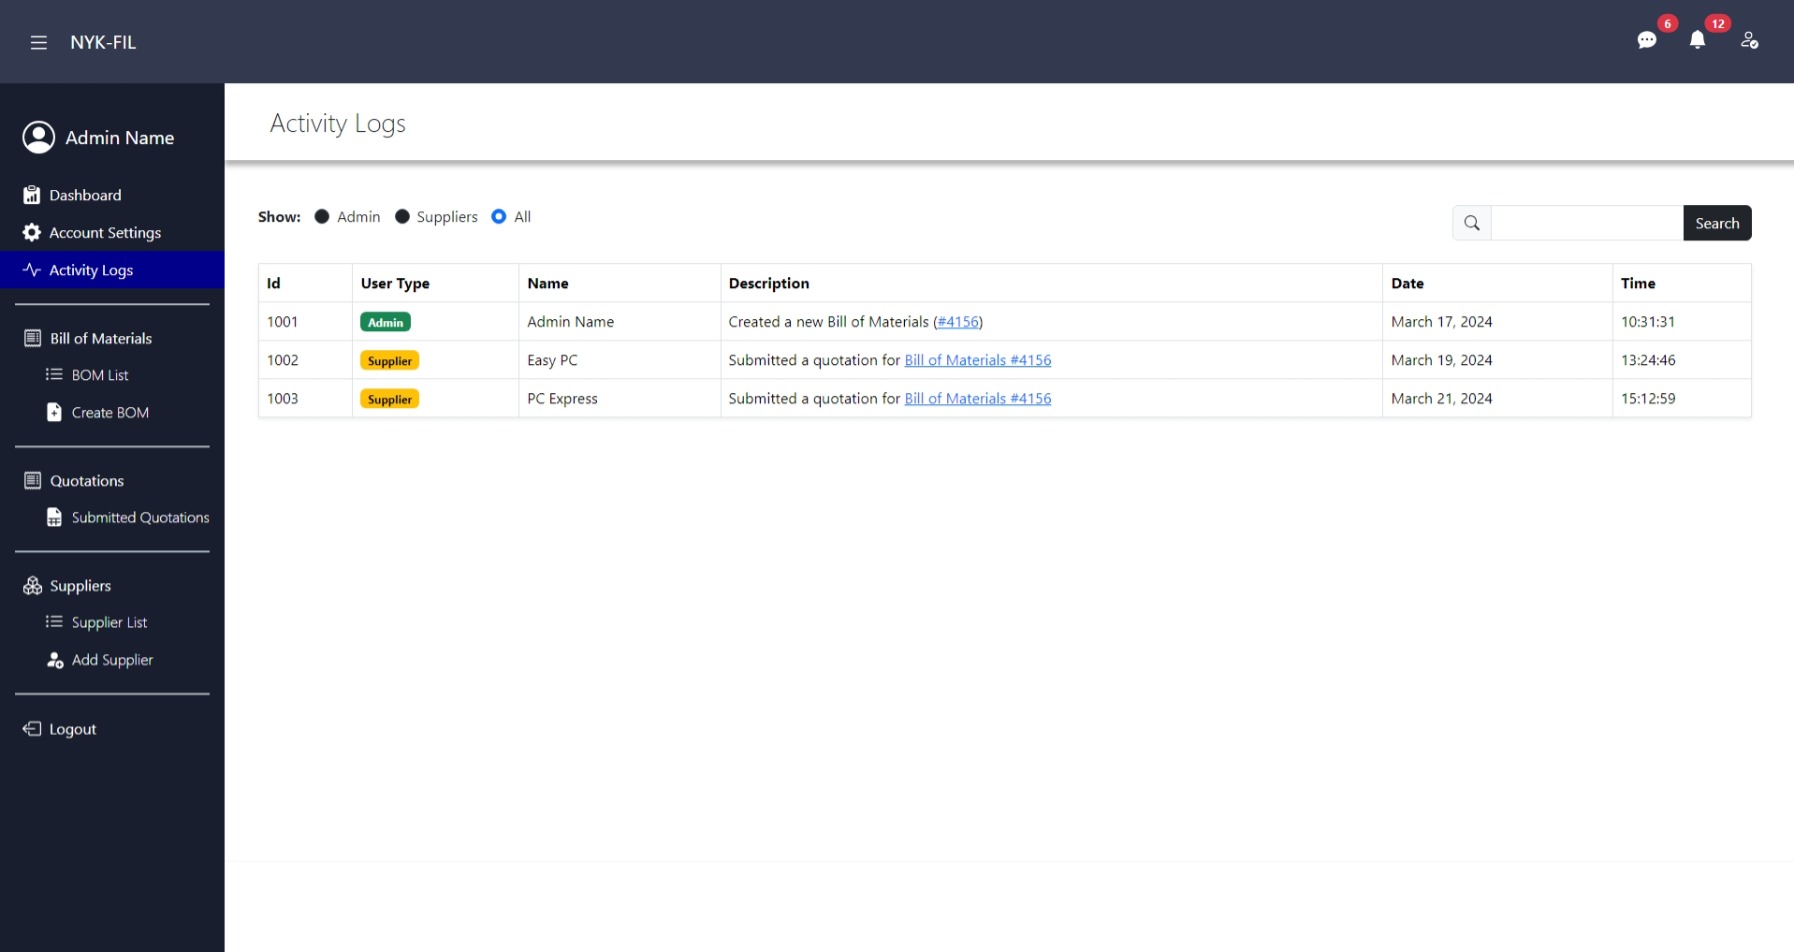 NYK-FIL
6
12
Admin Name
Dashboard
Account Settings
Activity Logs
Bill of Materials
BOM List
Create BOM
Quotations
Submitted Quotations
Suppliers
Supplier List
Add Supplier
Logout
Activity Logs
Show: Admin Suppliers All
Search
Id User Type Name Description Date Time
1001 Admin Admin Name Created a new Bill of Materials (#4156) March 17, 2024 10:31:31
1002 Supplier Easy PC Submitted a quotation for Bill of Materials #4156 March 19, 2024 13:24:46
1003 Supplier PC Express Submitted a quotation for Bill of Materials #4156 March 21, 2024 15:12:59